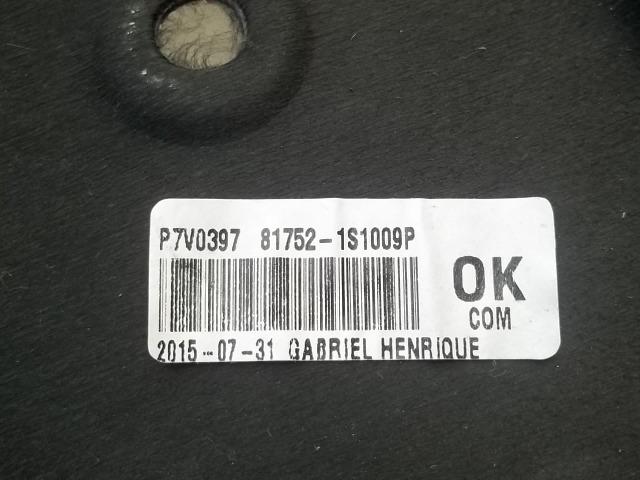 P7V0397 81752-1S1009P
OK
COM
2015-07-31 GABRIEL HENRIQUE